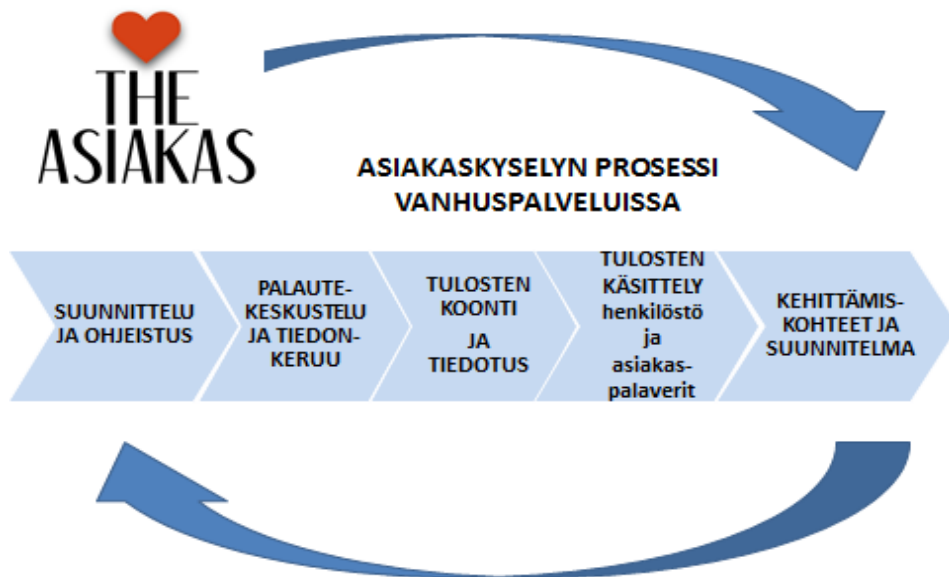 THE
ASIAKAS
ASIAKASKYSELYN PROSESSI
VANHUSPALVELUISSA
SUUNNITTELU
JA OHJEISTUS
PALAUTE-
KESKUSTELU
JA TIEDON-
KERUU
TULOSTEN
KOONTI
JA
TIEDOTUS
TULOSTEN
KÄSITTELY
henkilöstö
ja
asiakas-
palaverit
KEHITTÄMIS-
KOHTEET JA
SUUNNITELMA